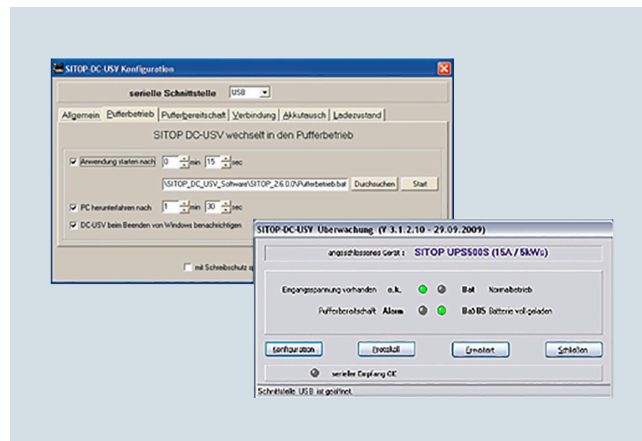 SITOP-DC-USV Konfiguration
serielle Schnittstelle USB
Allgemein Pufferbetrieb Pufferbereitschaft Verbindung Akkutausch Ladezustand
SITOP DC-USV wechselt in den Pufferbetrieb
Anwendung starten nach 0 min 15 sec
\SITOP_DC_USV_Software\SITOP_2.6.0.0\Pufferbetrieb.bat Durchsuchen Start
PC herunterfahren nach 1 min 30 sec
DC-USV beim Beenden von Windows benachrichtigen
mit Schreibschutz
SITOP-DC-USV Überwachung (V 3.1.2.10 - 29.09.2009)
angeschlossenes Gerät : SITOP UPS500S (15A / 5kWs)
Eingangsspannung vorhanden o.k. Bat Normalbetrieb
Pufferbereitschaft Alarm Bat>85 Batterie voll geladen
Konfiguration Protokoll Erweitert Schließen
serieller Empfang OK
Schnittstelle USB ist geöffnet.